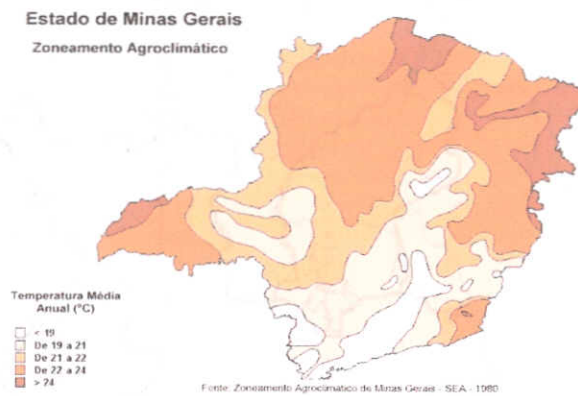 Estado de Minas Gerais
Zoneamento Agroclimático
Temperatura Média
Anual (°C)
< 19
De 19 a 21
De 21 a 22
De 22 a 24
> 24
Fonte: Zoneamento Agroclimático de Minas Gerais - SEA - 1980